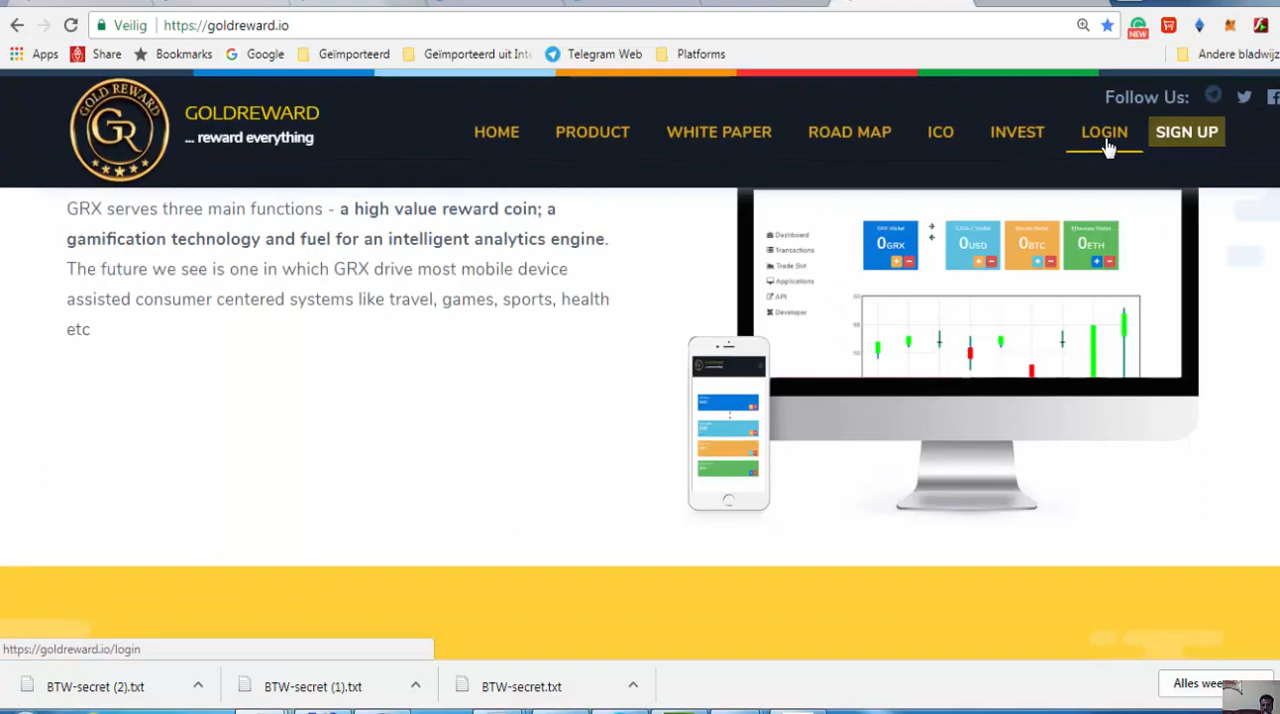 Veilig
https://goldreward.io
NEW
Apps
Share
Bookmarks
Google
Geïmporteerd
Geïmporteerd uit Inte
Telegram Web
Platforms
Andere bladwijz
GOLD REWARD
GR
GOLDREWARD
... reward everything
Follow Us:
HOME
PRODUCT
WHITE PAPER
ROAD MAP
ICO
INVEST
LOGIN
SIGN UP
GRX serves three main functions - a high value reward coin; a
gamification technology and fuel for an intelligent analytics engine.
The future we see is one in which GRX drive most mobile device
assisted consumer centered systems like travel, games, sports, health
etc
Dashboard
Transactions
Trade Bot
Applications
API
Developer
GRX Wallet
0GRX
0USD
Bitcoin Wallet
0BTC
Ethereum Wallet
0ETH
60
55
50
https://goldreward.io/login
BTW-secret (2).txt
BTW-secret (1).txt
BTW-secret.txt
Alles wee